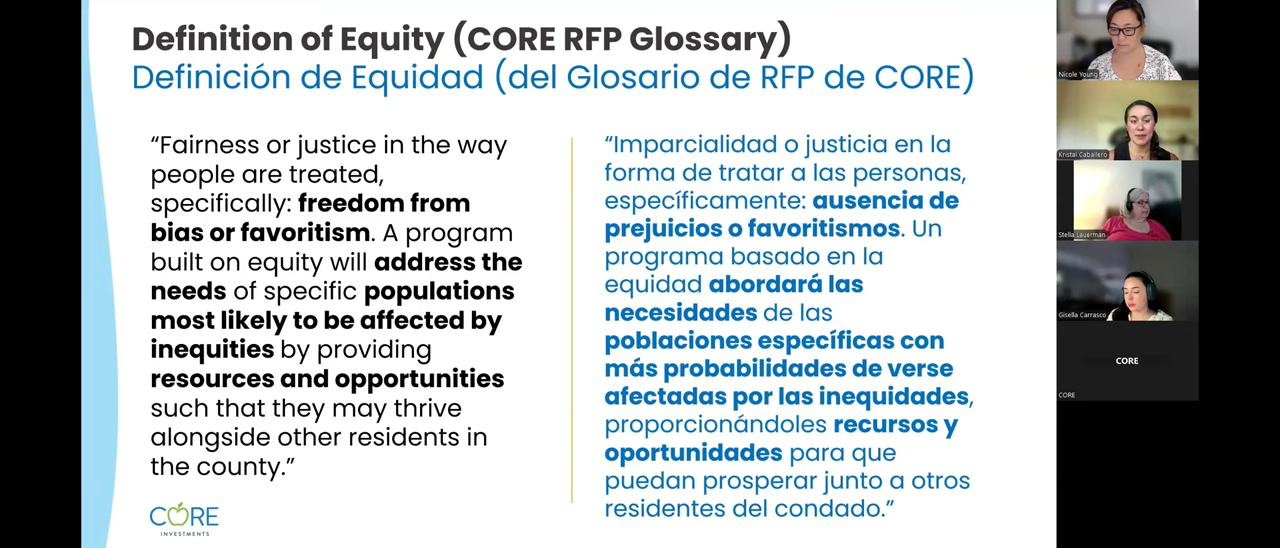 Definition of Equity (CORE RFP Glossary)
Definición de Equidad (del Glosario de RFP de CORE)
“Fairness or justice in the way
people are treated,
specifically: freedom from
bias or favoritism. A program
built on equity will address the
needs of specific populations
most likely to be affected by
inequities by providing
resources and opportunities
such that they may thrive
alongside other residents in
the county.”
“Imparcialidad o justicia en la
forma de tratar a las personas,
específicamente: ausencia de
prejuicios o favoritismos. Un
programa basado en la
equidad abordará las
necesidades de las
poblaciones específicas con
más probabilidades de verse
afectadas por las inequidades,
proporcionándoles recursos y
oportunidades para que
puedan prosperar junto a otros
residentes del condado.”
CORE
INVESTMENTS
Nicole Young
Kristal Caballero
Stella Lauerman
Gisella Carrasco
CORE
CORE